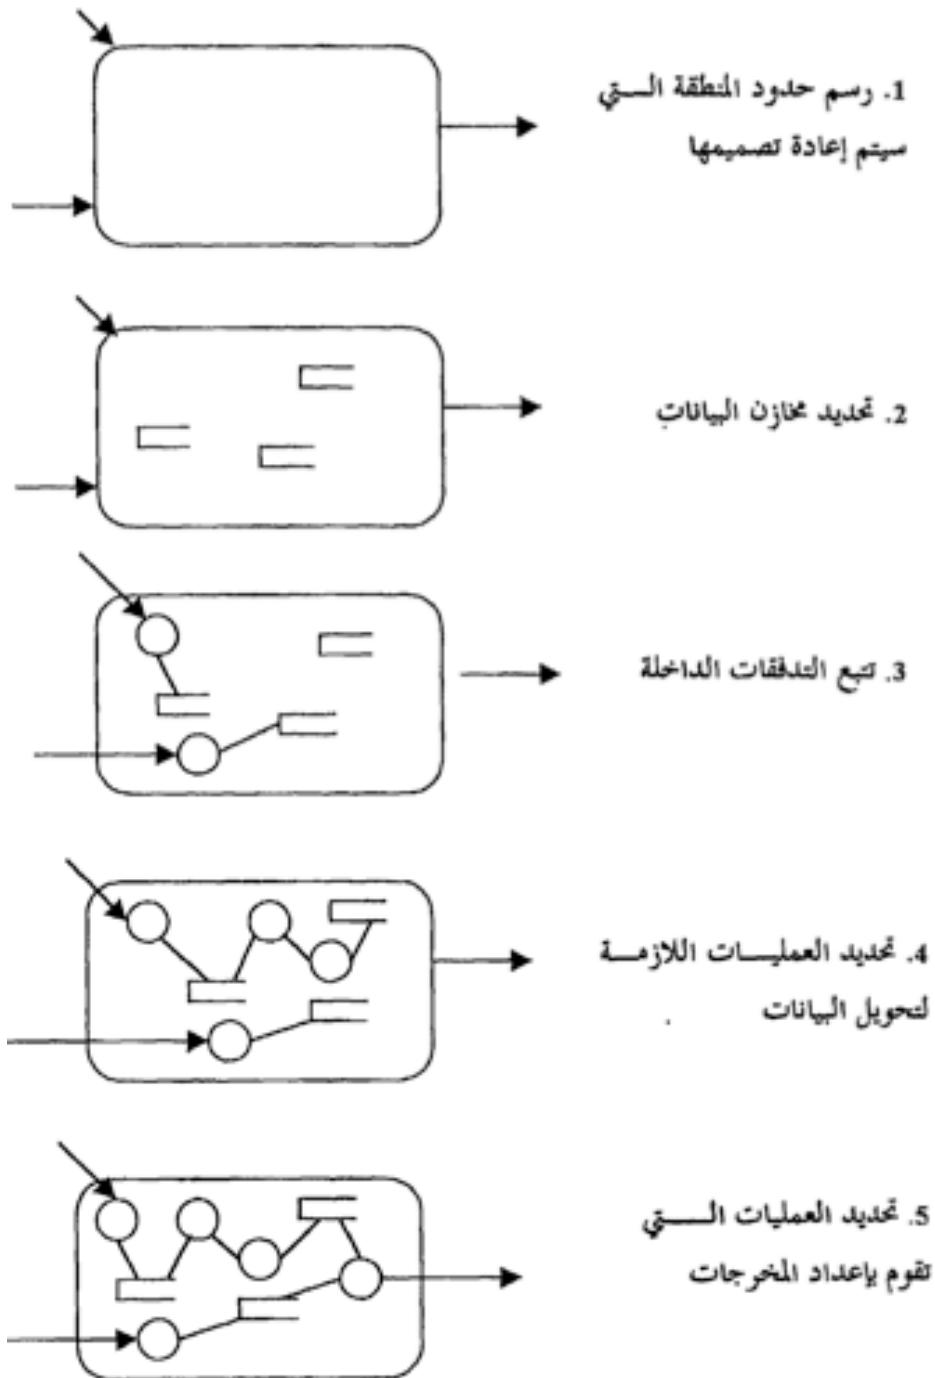 1. رسم حدود المنطقة الـــتي
سيتم إعادة تصميمها
2. تحديد مخازن البيانات
3. تتبع التدفقات الداخلة
4. تحديد العمليـــات اللازمـــة
لتحويل البيانات
5. تحديد العمليات الـــــتي
تقوم بإعداد المخرجات